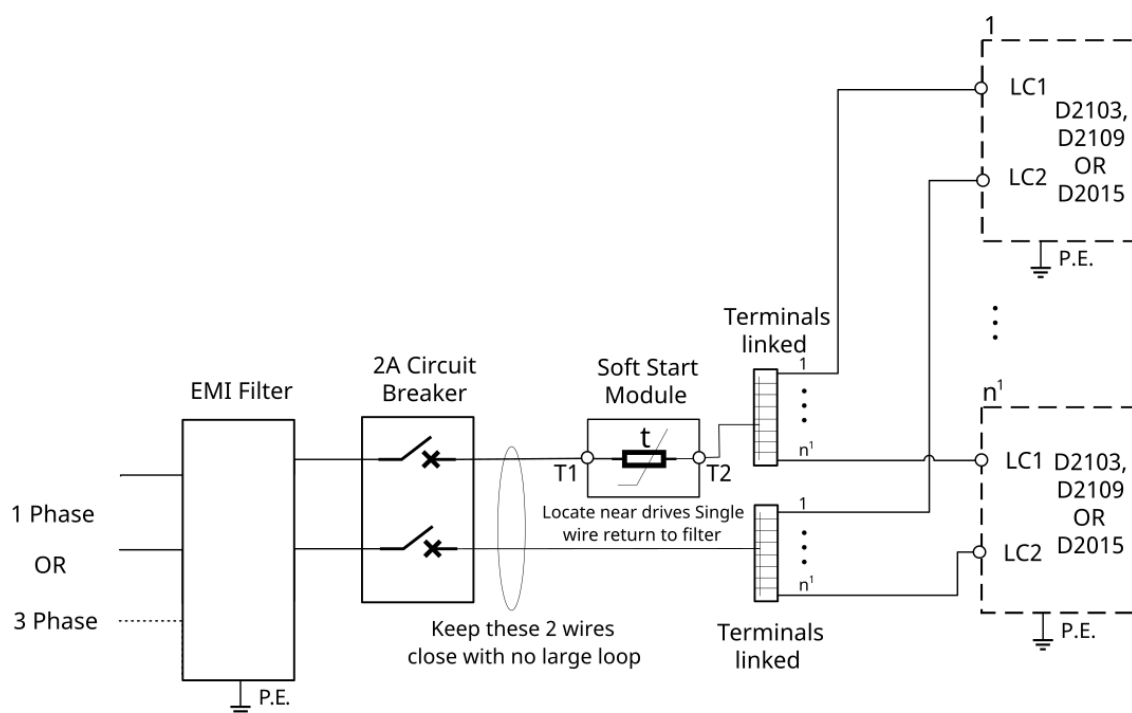 1
LC1
D2103,
D2109
OR
D2015
LC2
P.E.
Terminals
linked
1
n¹
EMI Filter
2A Circuit
Breaker
Soft Start
Module
t
T1
T2
Locate near drives Single
wire return to filter
1
n¹
n¹
LC1
D2103,
D2109
OR
D2015
LC2
P.E.
1 Phase
OR
3 Phase
Keep these 2 wires
close with no large loop
Terminals
linked
P.E.